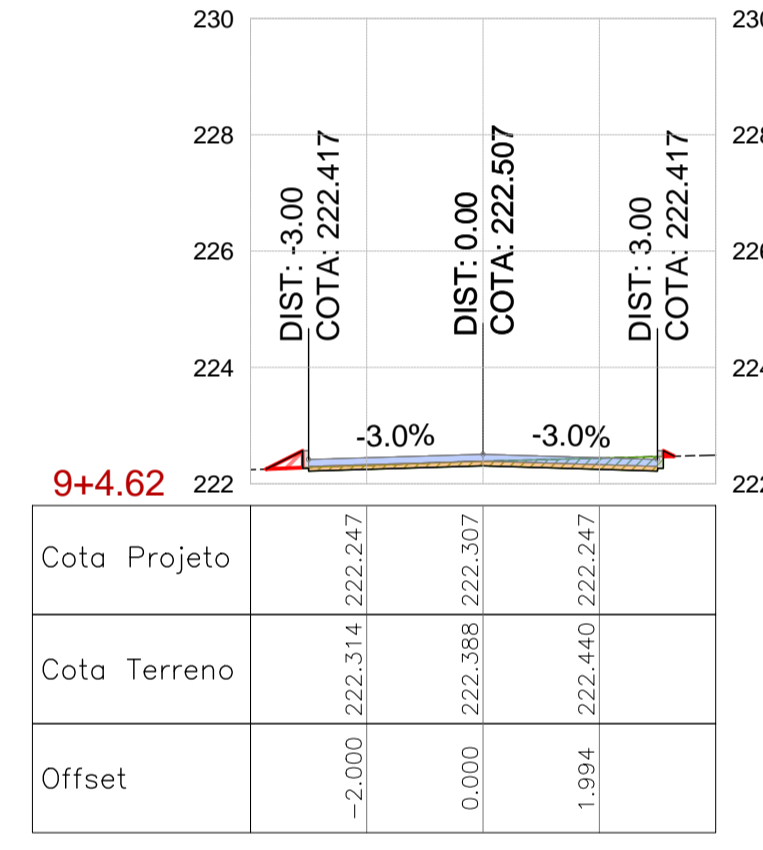 230
230
228
228
226
226
224
224
222
222
DIST: -3.00
COTA: 222.417
DIST: 0.00
COTA: 222.507
DIST: 3.00
COTA: 222.417
-3.0%
-3.0%
9+4.62
Cota Projeto 222.247 222.307 222.247
Cota Terreno 222.314 222.388 222.440
Offset -2.000 0.000 1.994